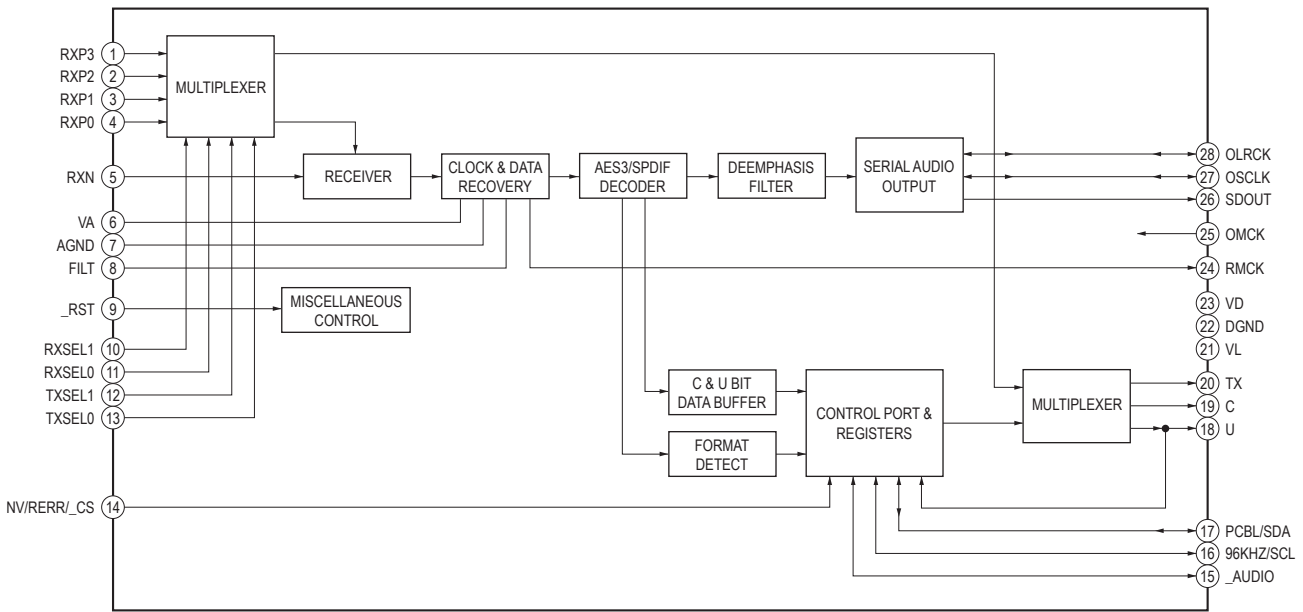 RXP3 1
RXP2 2
RXP1 3
RXP0 4
RXN 5
VA 6
AGND 7
FILT 8
_RST 9
RXSEL1 10
RXSEL0 11
TXSEL1 12
TXSEL0 13
NV/RERR/_CS 14
MULTIPLEXER
RECEIVER
CLOCK & DATA
RECOVERY
AES3/SPDIF
DECODER
DEEMPHASIS
FILTER
SERIAL AUDIO
OUTPUT
MISCELLANEOUS
CONTROL
C & U BIT
DATA BUFFER
FORMAT
DETECT
CONTROL PORT &
REGISTERS
MULTIPLEXER
28 OLRCK
27 OSCLK
26 SDOUT
25 OMCK
24 RMCK
23 VD
22 DGND
21 VL
20 TX
19 C
18 U
17 PCBL/SDA
16 96KHZ/SCL
15 _AUDIO